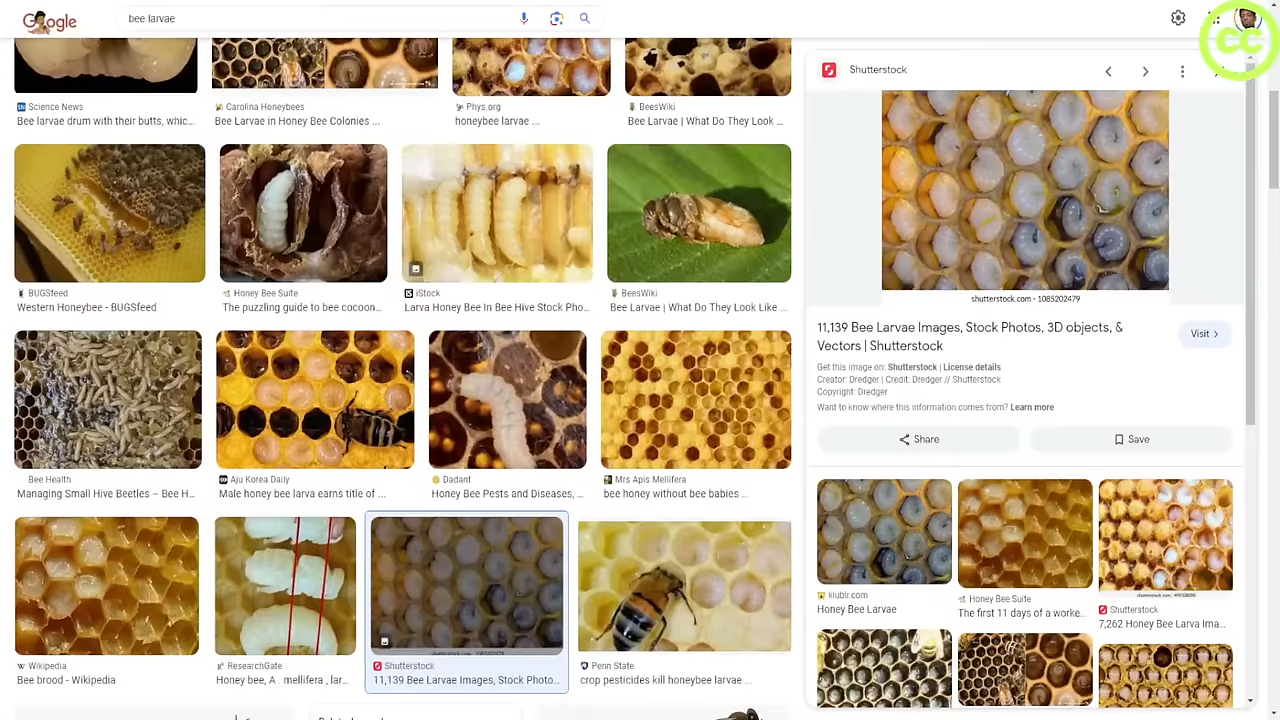 Google
bee larvae
CC
Science News
Bee larvae drum with their butts, whic...
Carolina Honeybees
Bee Larvae in Honey Bee Colonies ...
Phys.org
honeybee larvae ...
BeesWiki
Bee Larvae | What Do They Look ...
BUGSfeed
Western Honeybee - BUGSfeed
Honey Bee Suite
The puzzling guide to bee cocoon...
iStock
Larva Honey Bee In Bee Hive Stock Pho...
BeesWiki
Bee Larvae | What Do They Look Like ...
Bee Health
Managing Small Hive Beetles – Bee H...
Aju Korea Daily
Male honey bee larva earns title of ...
Dadant
Honey Bee Pests and Diseases, ...
Mrs Apis Mellifera
bee honey without bee babies ..
Wikipedia
Bee brood - Wikipedia
ResearchGate
Honey bee, A mellifera , lar...
Shutterstock
11,139 Bee Larvae Images, Stock Photo...
Penn State
crop pesticides kill honeybee larvae ...
Shutterstock
shutterstock.com · 1085202479
11,139 Bee Larvae Images, Stock Photos, 3D objects, &
Vectors | Shutterstock
Visit
Get this image on: Shutterstock | License details
Creator: Dredger | Credit: Dredger // Shutterstock
Copyright: Dredger
Want to know where this information comes from? Learn more
Share
Save
Honey Bee Larvae
Honey Bee Suite
The first 11 days of a worke...
Shutterstock
7,262 Honey Bee Larva Ima...